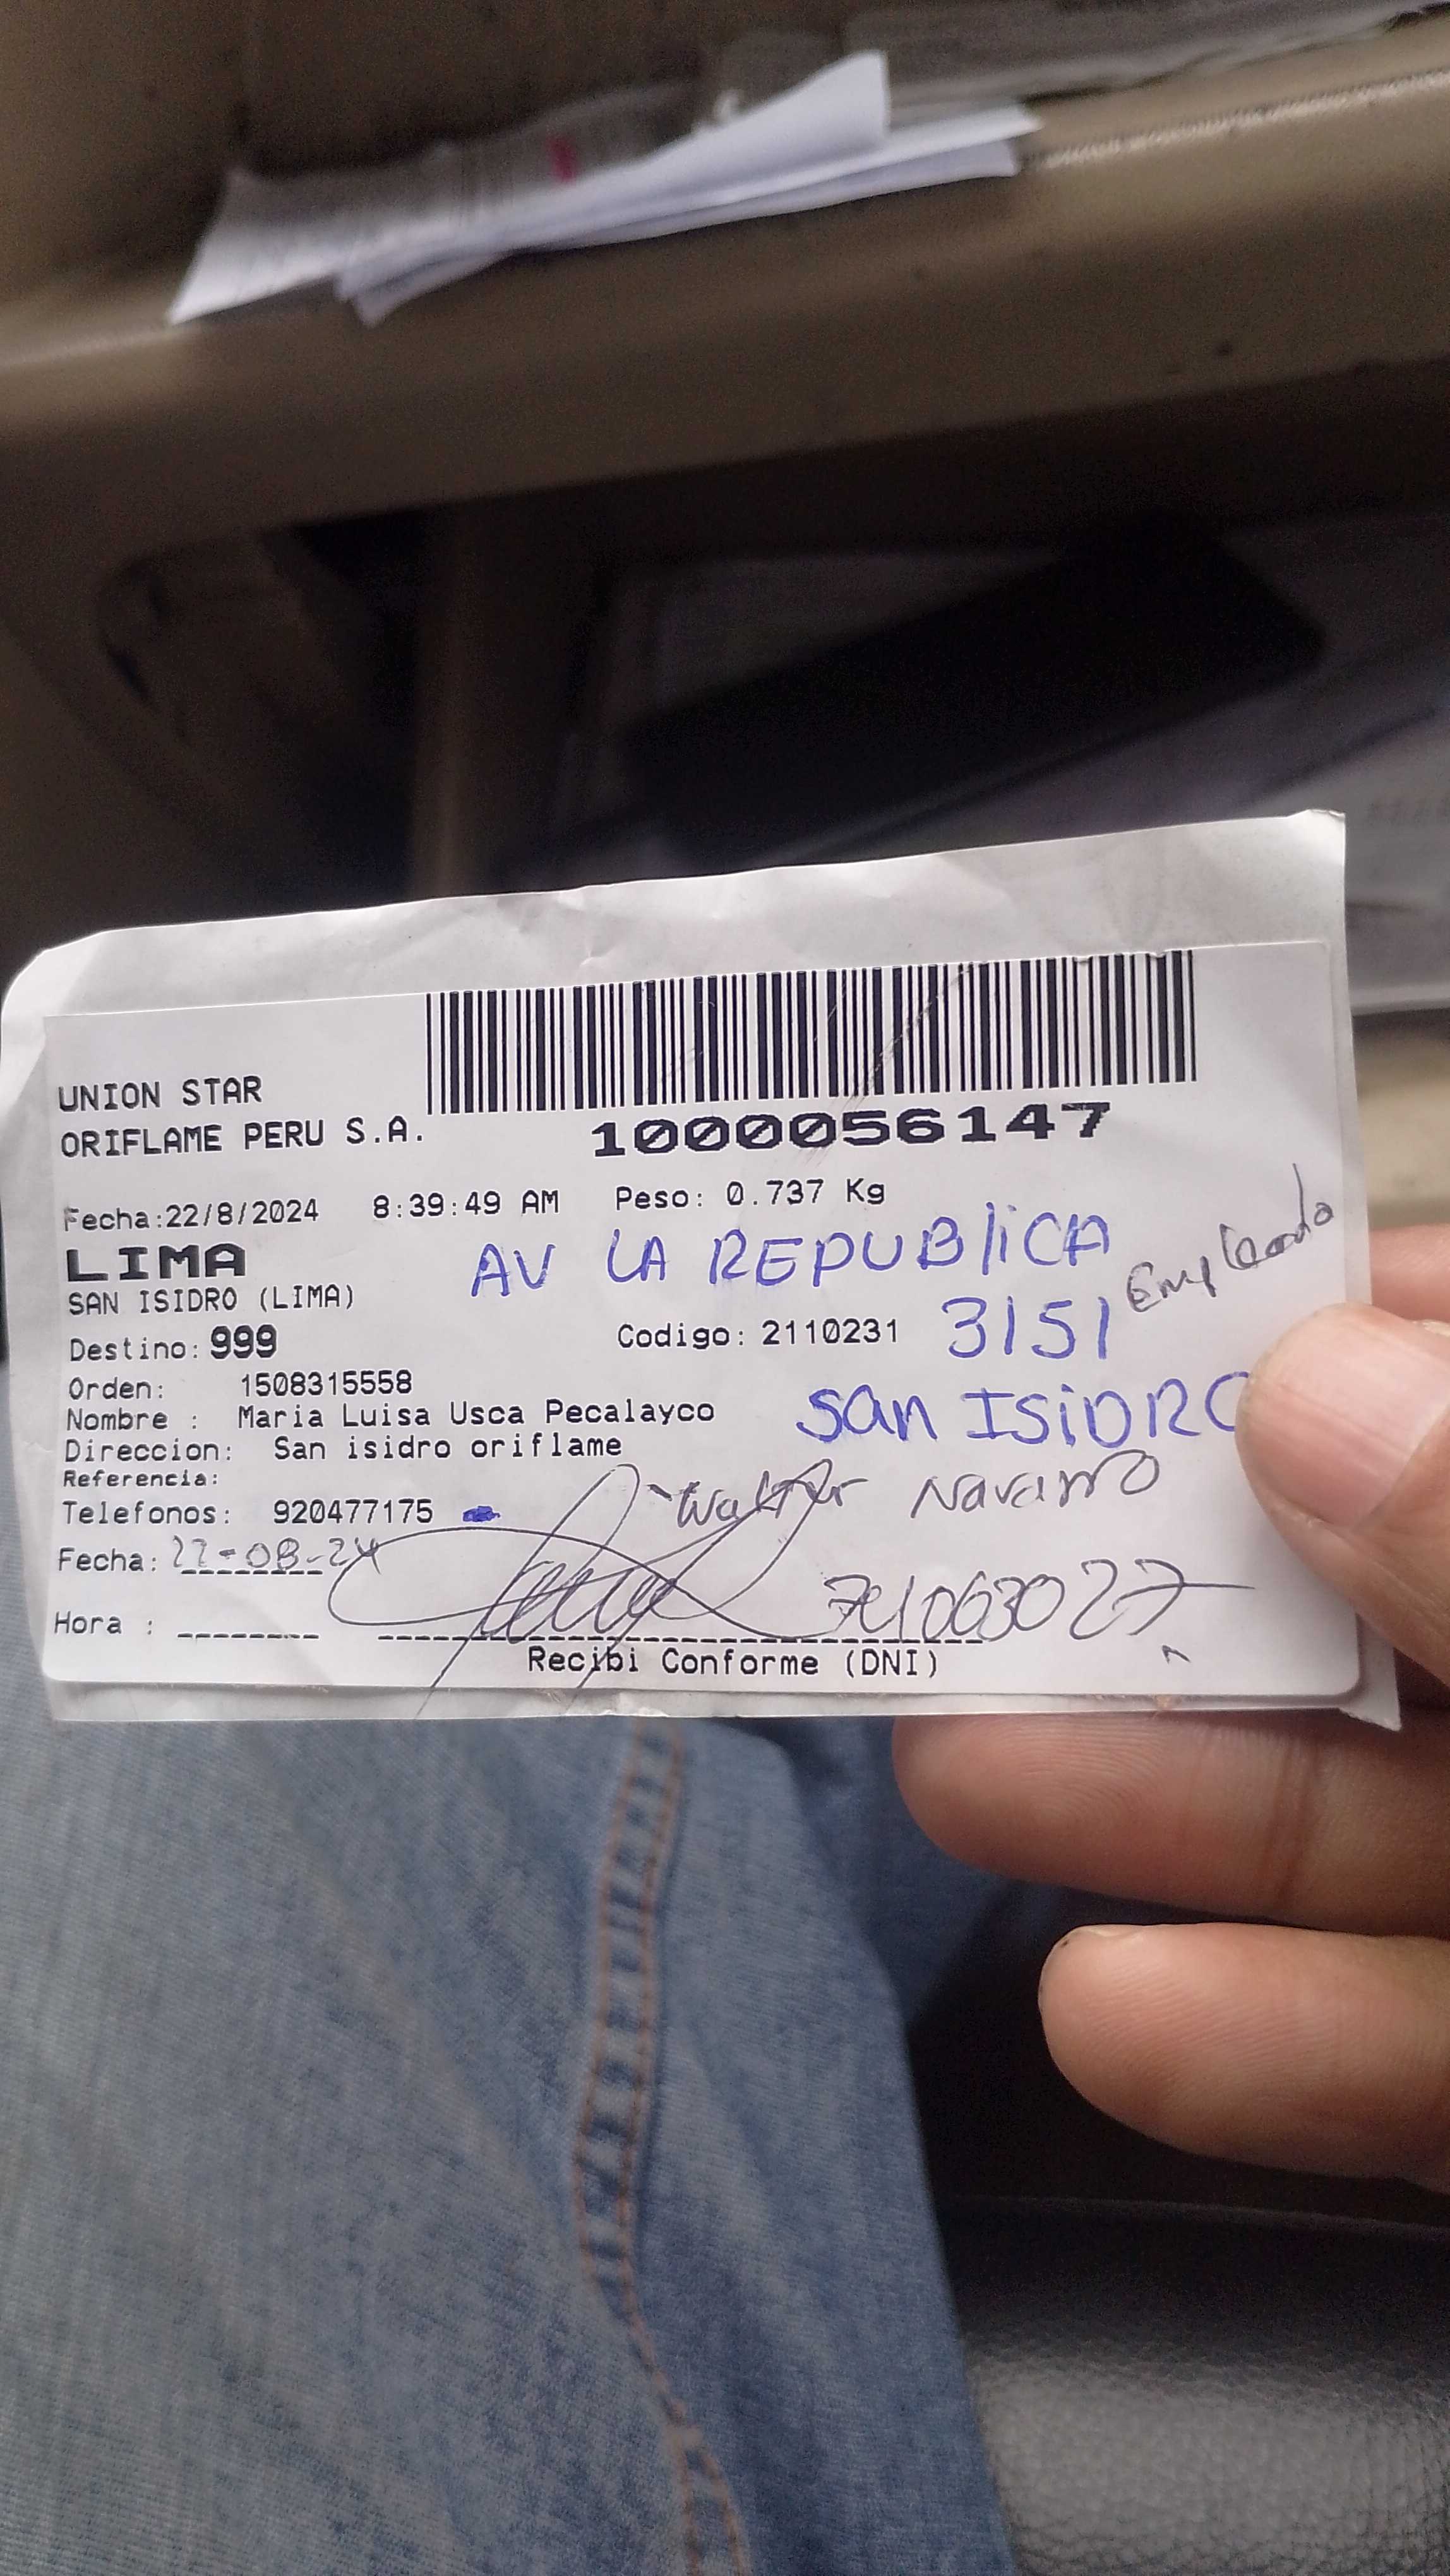 UNION STAR
ORIFLAME PERU S.A.
1000056147
Fecha:22/8/2024 8:39:49 AM Peso: 0.737 Kg
LIMA
AV LA REPUBLICA
SAN ISIDRO (LIMA)
Empleado
Destino: 999 Codigo: 2110231 3151
Orden: 1508315558
Nombre : Maria Luisa Usca Pecalayco
San ISIDRO
Direccion: San isidro oriflame
Referencia:
Walter Navarro
Telefonos: 920477175
Fecha: 22-08-24
Hora :
Recibi Conforme (DNI)